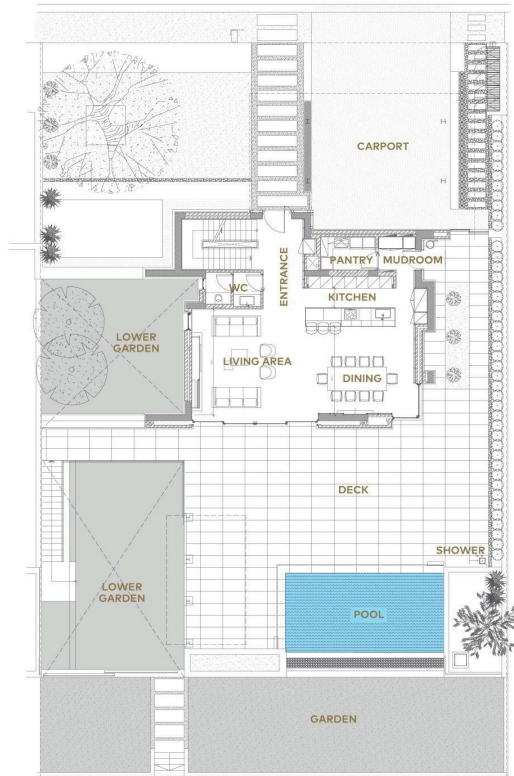 CARPORT
ENTRANCE
PANTRY
MUDROOM
WC
KITCHEN
LOWER
GARDEN
LIVING AREA
DINING
DECK
SHOWER
LOWER
GARDEN
POOL
GARDEN